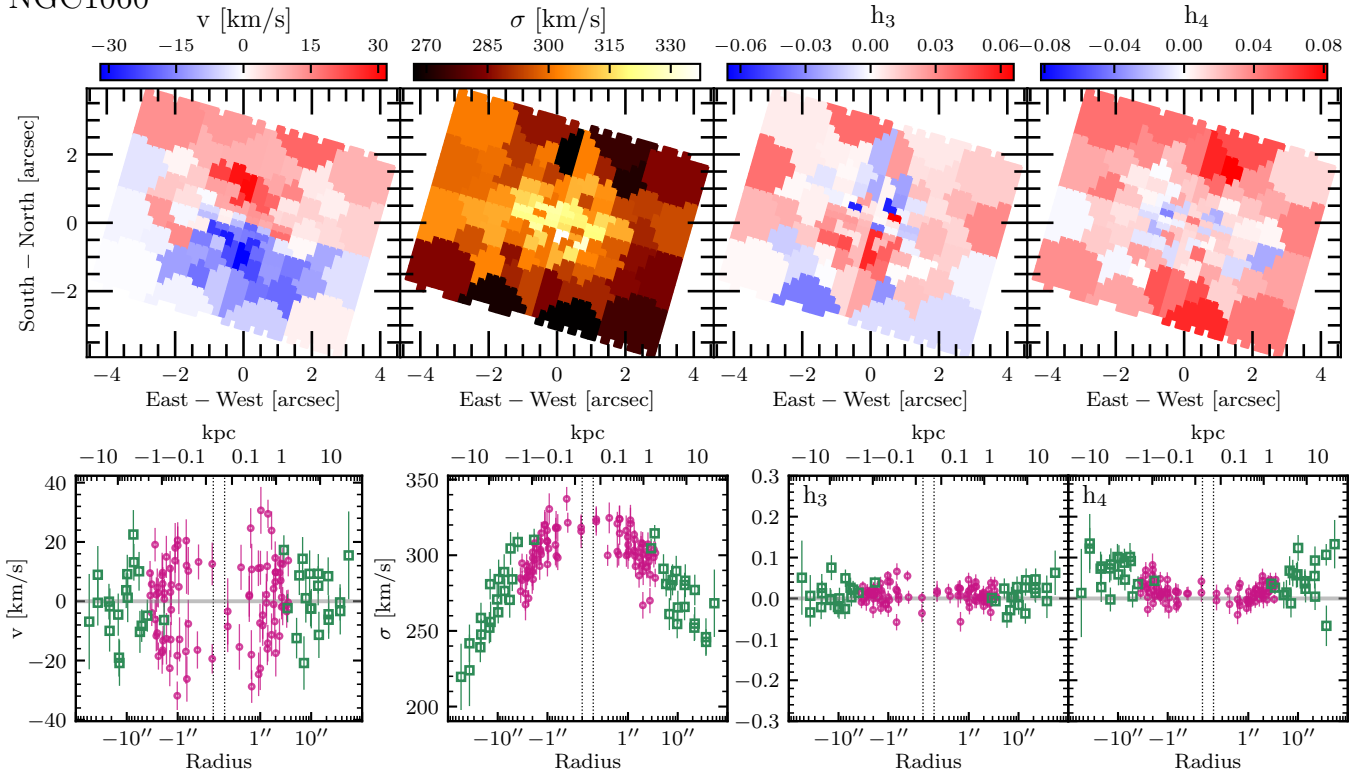 NGC1060
v [km/s]
σ [km/s]
h₃
h₄
−30 −15 0 15 30
270 285 300 315 330
−0.06 −0.03 0.00 0.03 0.06
−0.08 −0.04 0.00 0.04 0.08
South − North [arcsec]
2
0
−2
−4 −2 0 2 4
−4 −2 0 2 4
−4 −2 0 2 4
−4 −2 0 2 4
East − West [arcsec]
East − West [arcsec]
East − West [arcsec]
East − West [arcsec]
kpc
kpc
kpc
kpc
−10 −1 −0.1 0.1 1 10
−10 −1 −0.1 0.1 1 10
−10 −1 −0.1 0.1 1 10
−10 −1 −0.1 0.1 1 10
v [km/s]
40
20
0
−20
−40
σ [km/s]
350
300
250
200
h₃
h₄
0.3
0.2
0.1
0.0
−0.1
−0.2
−0.3
−10″ −1″ 1″ 10″
−10″ −1″ 1″ 10″
−10″ −1″ 1″ 10″
−10″ −1″ 1″ 10″
Radius
Radius
Radius
Radius